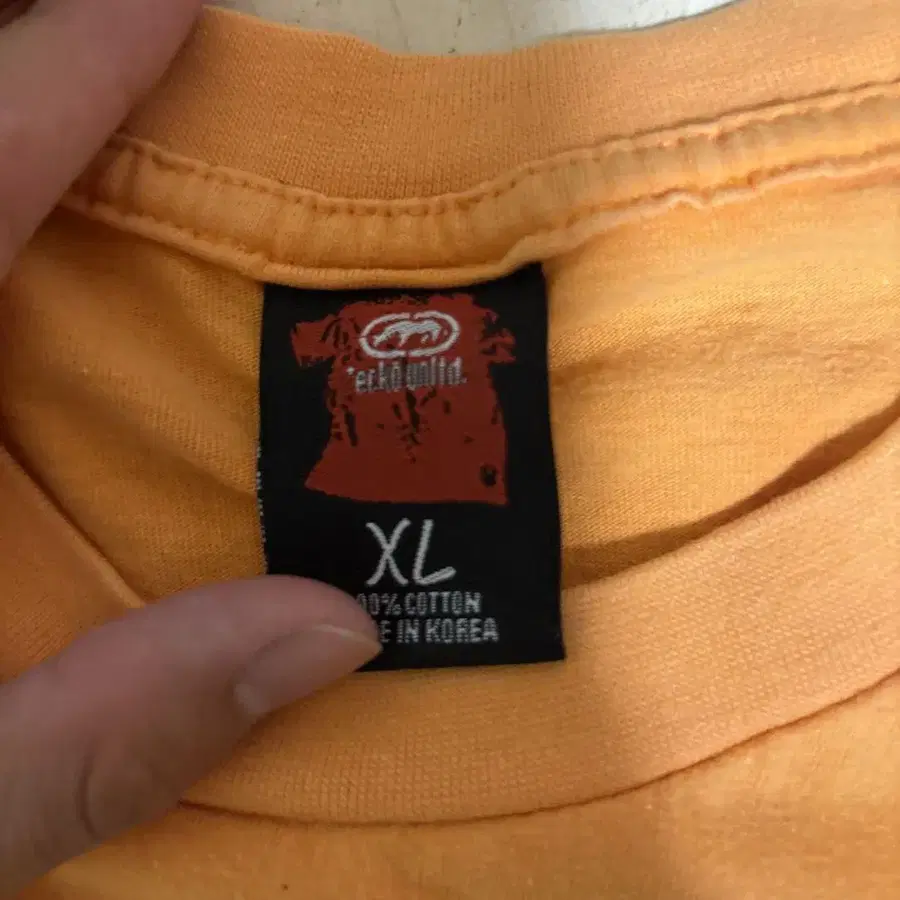 *ecko unltd.
XL
00% COTTON
E IN KOREA